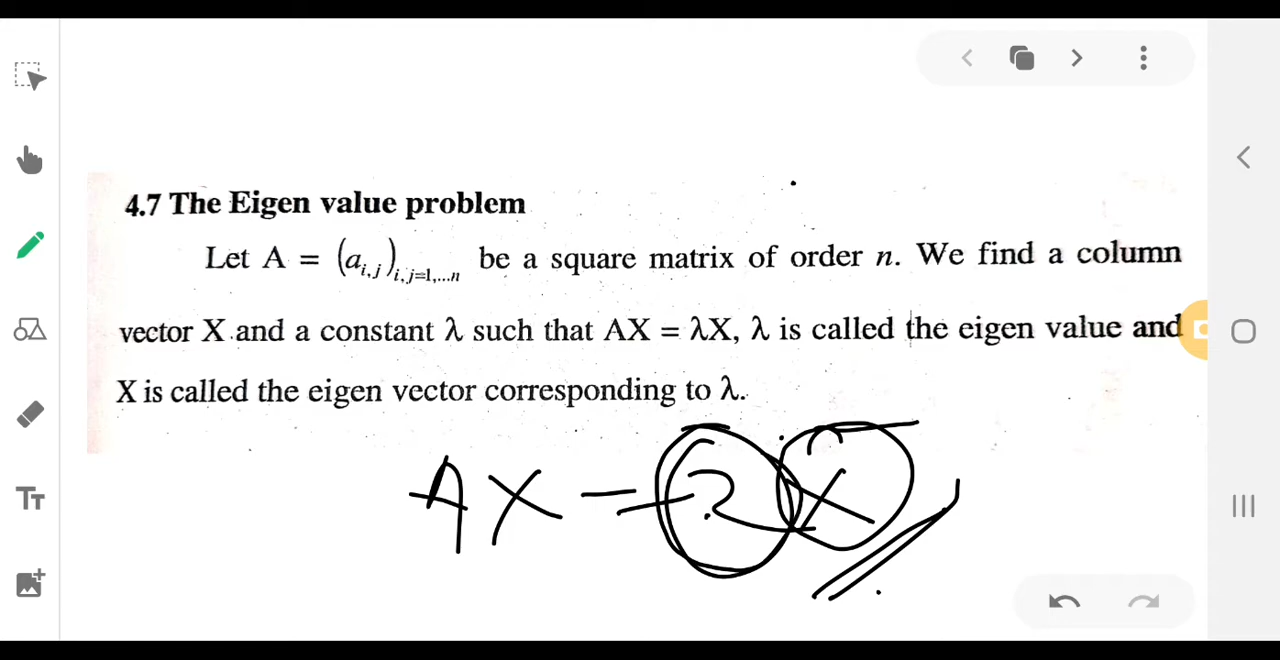 4.7 The Eigen value problem
Let A = (a_{i,j})_{i,j=1,...n} be a square matrix of order n. We find a column
vector X and a constant λ such that AX = λX, λ is called the eigen value and
X is called the eigen vector corresponding to λ.
AX = λX
Tт